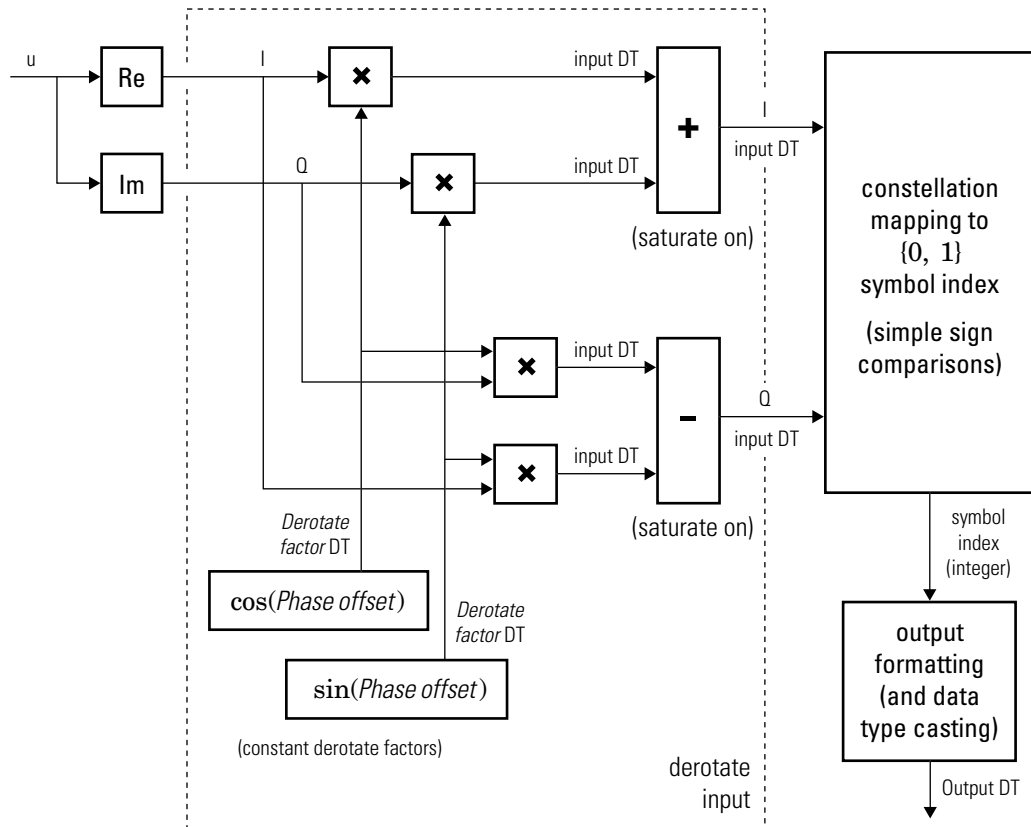 u
Re
I
×
input DT
+
I
input DT
Im
Q
×
input DT
(saturate on)
constellation
mapping to
{0, 1}
symbol index
(simple sign
comparisons)
×
input DT
-
Q
input DT
×
input DT
(saturate on)
Derotate
factor DT
cos(Phase offset)
Derotate
factor DT
sin(Phase offset)
(constant derotate factors)
derotate
input
symbol
index
(integer)
output
formatting
(and data
type casting)
Output DT